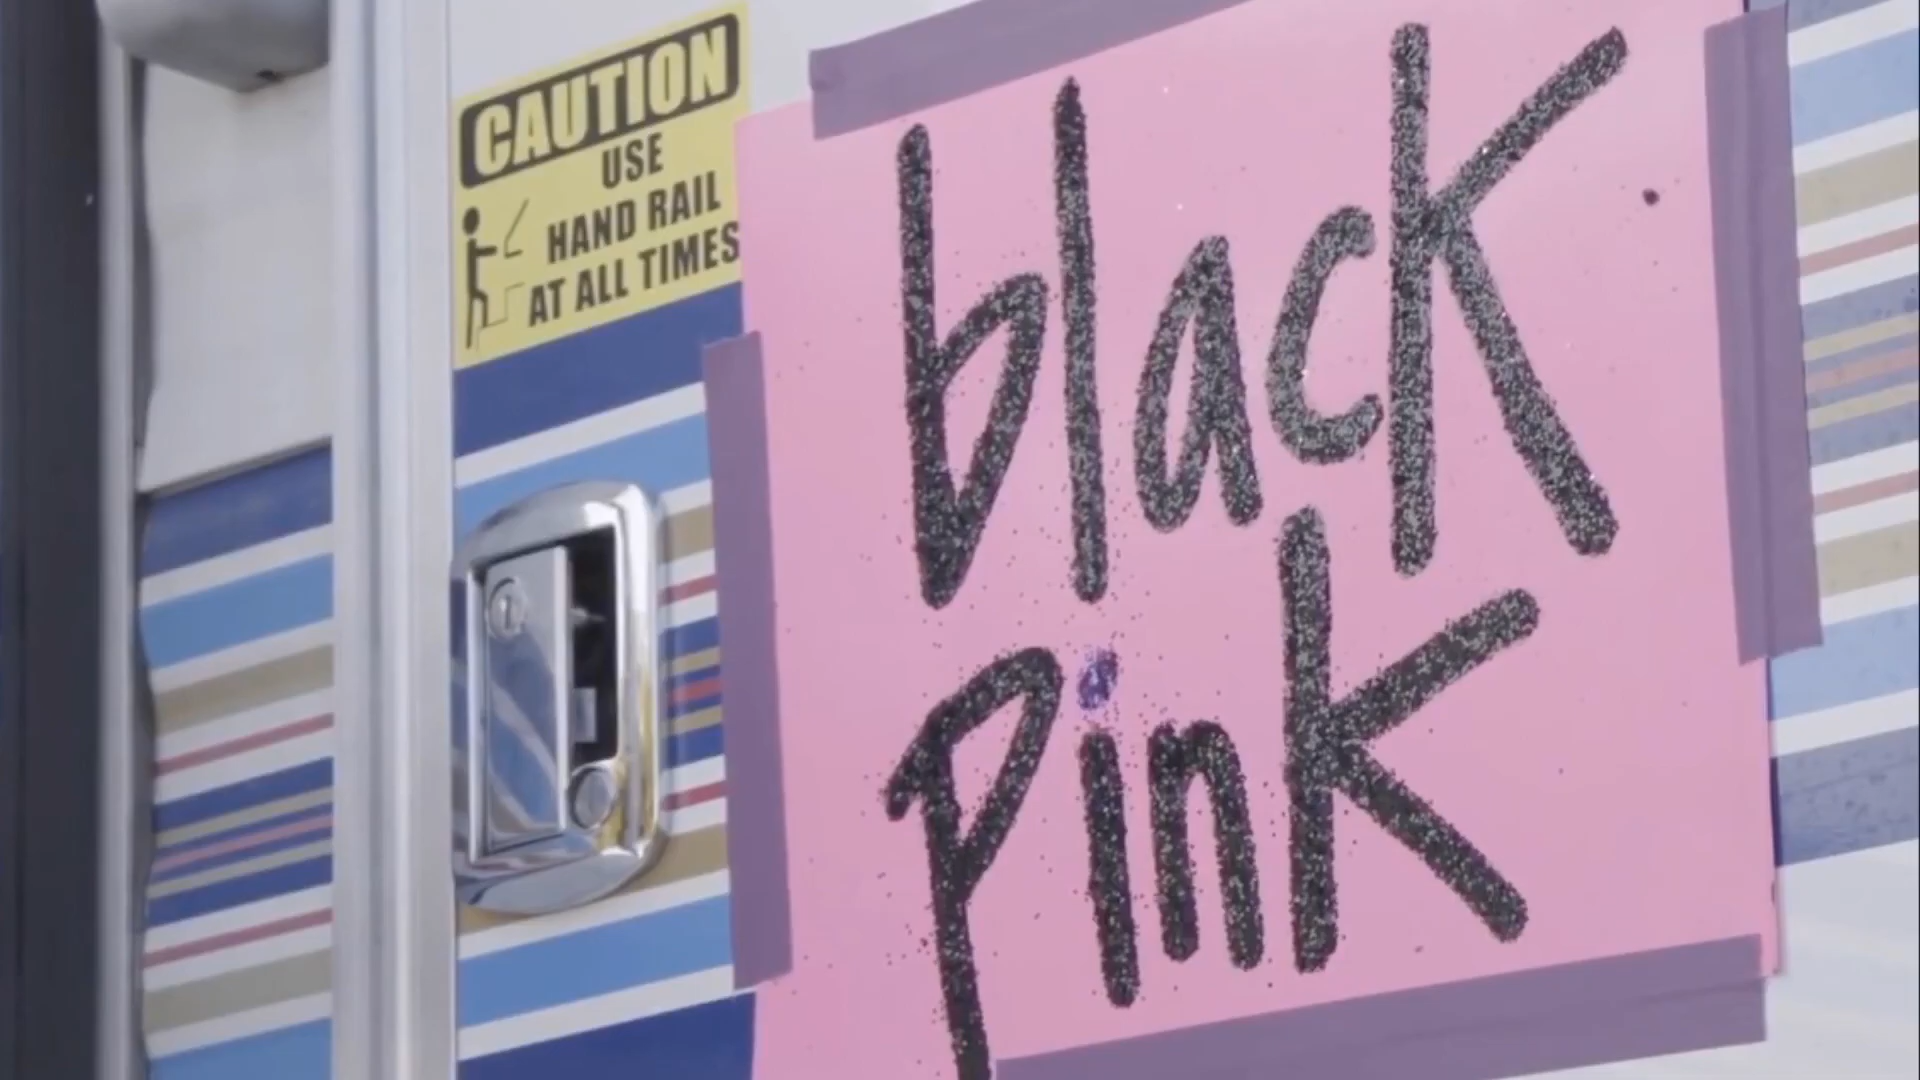 CAUTION
USE
HAND RAIL
AT ALL TIMES
black
pink